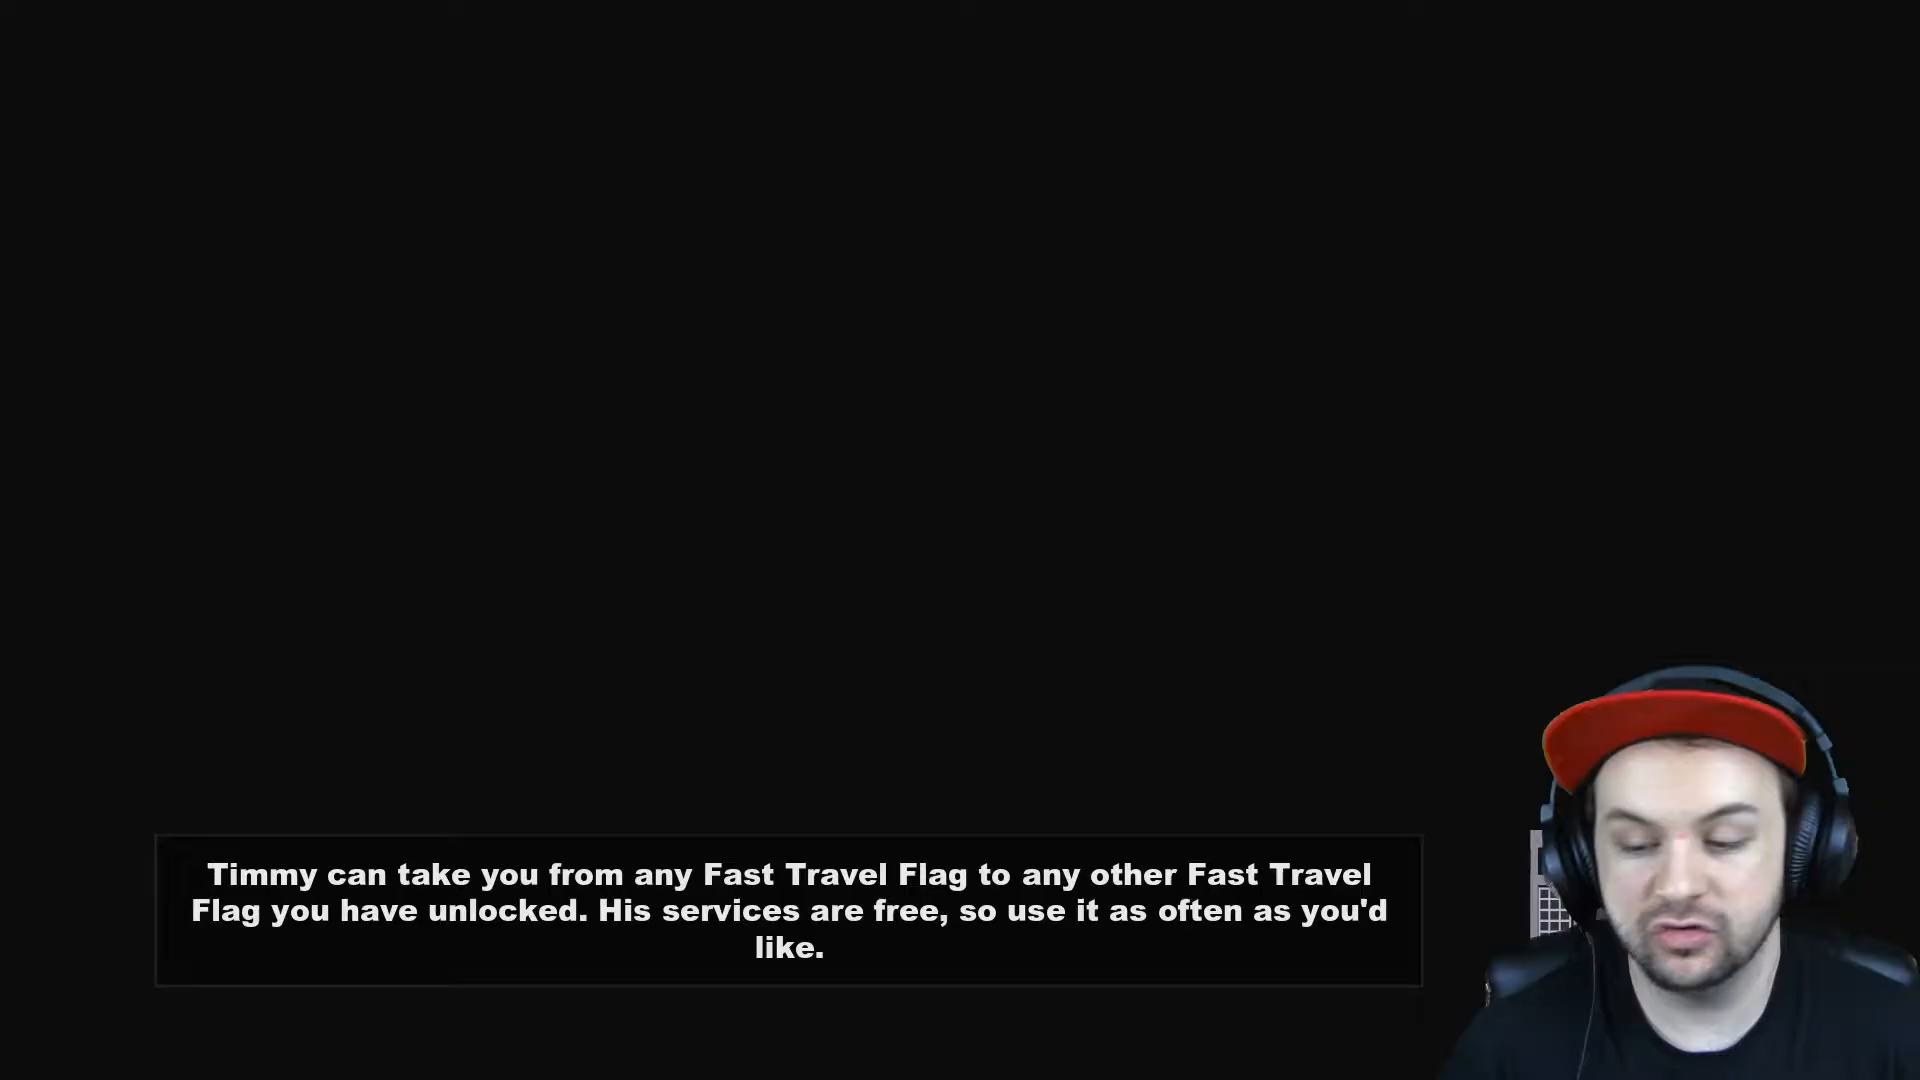 Timmy can take you from any Fast Travel Flag to any other Fast Travel
Flag you have unlocked. His services are free, so use it as often as you'd
like.